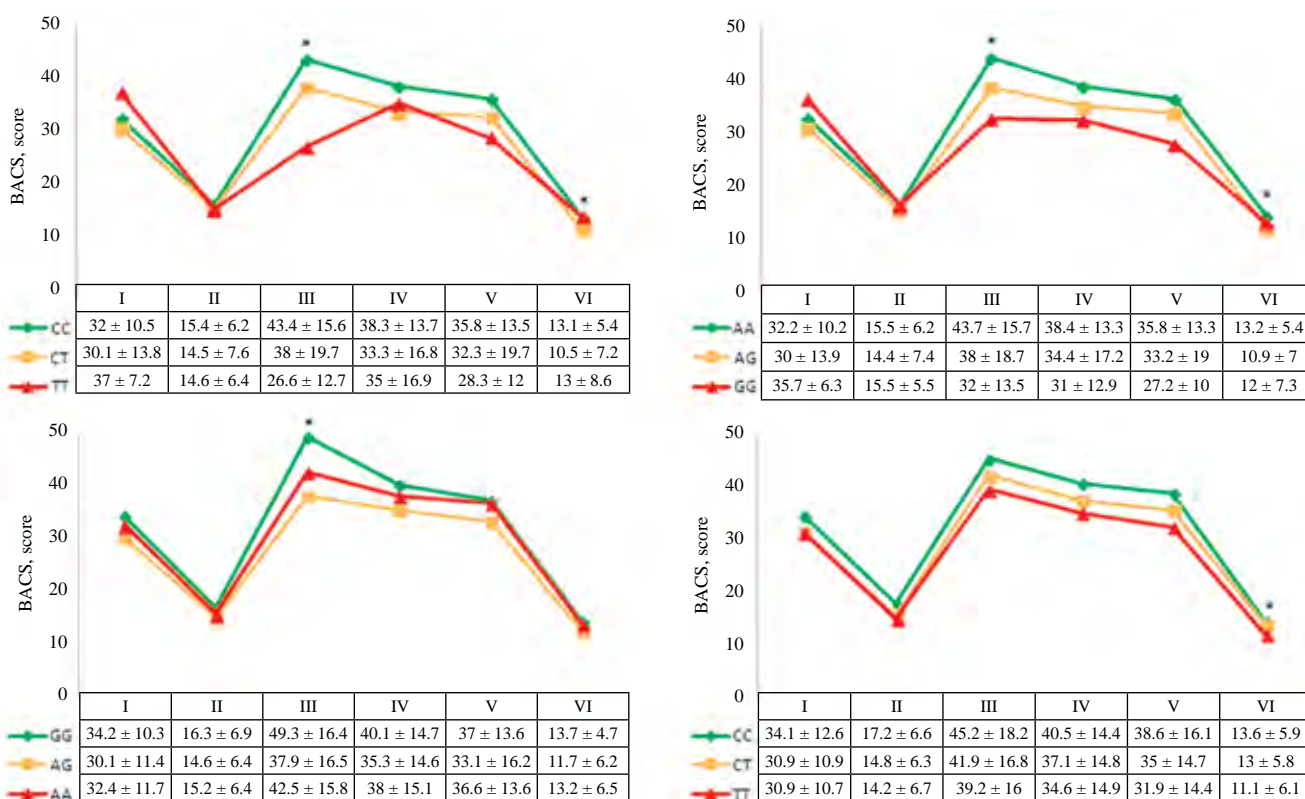 50
40
30
20
10
0
BACS, score
*
*
I II III IV V VI
CC 32 ± 10.5 15.4 ± 6.2 43.4 ± 15.6 38.3 ± 13.7 35.8 ± 13.5 13.1 ± 5.4
CT 30.1 ± 13.8 14.5 ± 7.6 38 ± 19.7 33.3 ± 16.8 32.3 ± 19.7 10.5 ± 7.2
TT 37 ± 7.2 14.6 ± 6.4 26.6 ± 12.7 35 ± 16.9 28.3 ± 12 13 ± 8.6
50
40
30
20
10
0
BACS, score
*
*
I II III IV V VI
AA 32.2 ± 10.2 15.5 ± 6.2 43.7 ± 15.7 38.4 ± 13.3 35.8 ± 13.3 13.2 ± 5.4
AG 30 ± 13.9 14.4 ± 7.4 38 ± 18.7 34.4 ± 17.2 33.2 ± 19 10.9 ± 7
GG 35.7 ± 6.3 15.5 ± 5.5 32 ± 13.5 31 ± 12.9 27.2 ± 10 12 ± 7.3
50
40
30
20
10
0
BACS, score
*
I II III IV V VI
GG 34.2 ± 10.3 16.3 ± 6.9 49.3 ± 16.4 40.1 ± 14.7 37 ± 13.6 13.7 ± 4.7
AG 30.1 ± 11.4 14.6 ± 6.4 37.9 ± 16.5 35.3 ± 14.6 33.1 ± 16.2 11.7 ± 6.2
AA 32.4 ± 11.7 15.2 ± 6.4 42.5 ± 15.8 38 ± 15.1 36.6 ± 13.6 13.2 ± 6.5
50
40
30
20
10
0
BACS, score
*
I II III IV V VI
CC 34.1 ± 12.6 17.2 ± 6.6 45.2 ± 18.2 40.5 ± 14.4 38.6 ± 16.1 13.6 ± 5.9
CT 30.9 ± 10.9 14.8 ± 6.3 41.9 ± 16.8 37.1 ± 14.8 35 ± 14.7 13 ± 5.8
TT 30.9 ± 10.7 14.2 ± 6.7 39.2 ± 16 34.6 ± 14.9 31.9 ± 14.4 11.1 ± 6.1